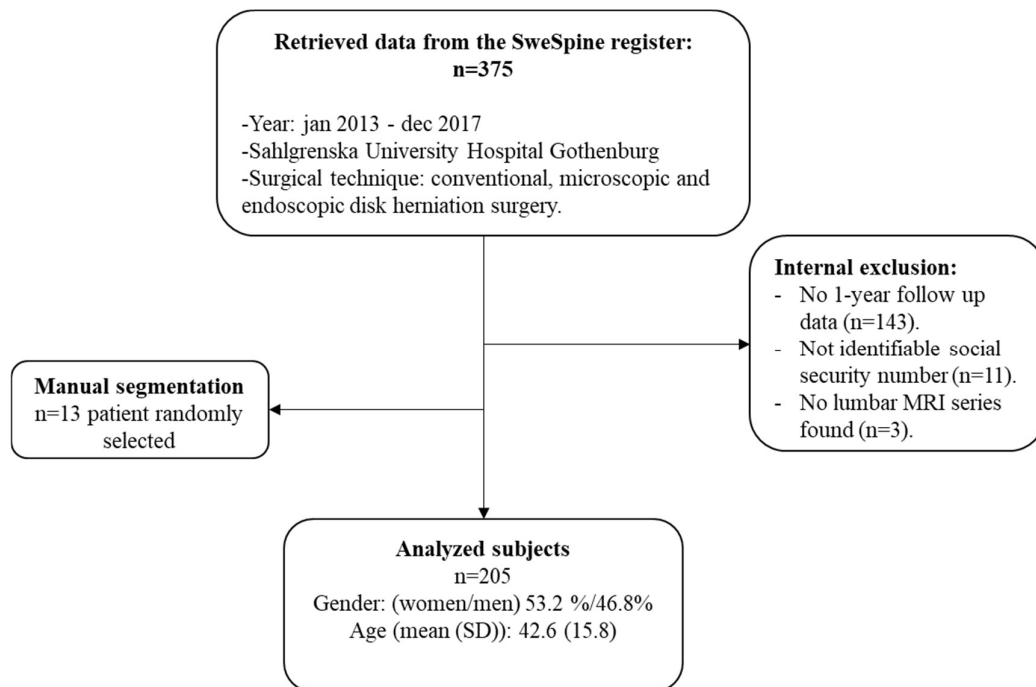 Retrieved data from the SweSpine register:
n=375
-Year: jan 2013 - dec 2017
-Sahlgrenska University Hospital Gothenburg
-Surgical technique: conventional, microscopic and
endoscopic disk herniation surgery.
Internal exclusion:
- No 1-year follow up
data (n=143).
- Not identifiable social
security number (n=11).
- No lumbar MRI series
found (n=3).
Manual segmentation
n=13 patient randomly
selected
Analyzed subjects
n=205
Gender: (women/men) 53.2 %/46.8%
Age (mean (SD)): 42.6 (15.8)